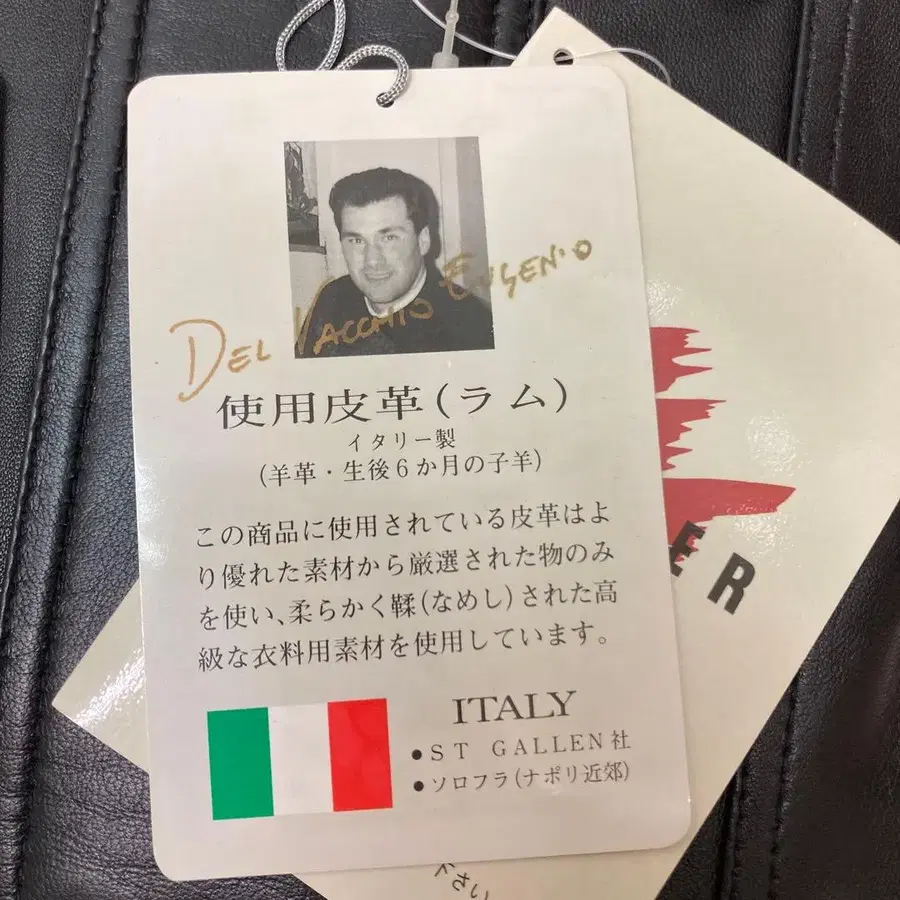 DEL VACCHIO EUGENIO
使用皮革(ラム)
イタリー製
(羊革・生後6か月の子羊)
この商品に使用されている皮革はよ
り優れた素材から厳選された物のみ
を使い、柔らかく鞣(なめし)された高
級な衣料用素材を使用しています。
ITALY
●ST GALLEN社
●ソロフラ(ナポリ近郊)
ER
さい